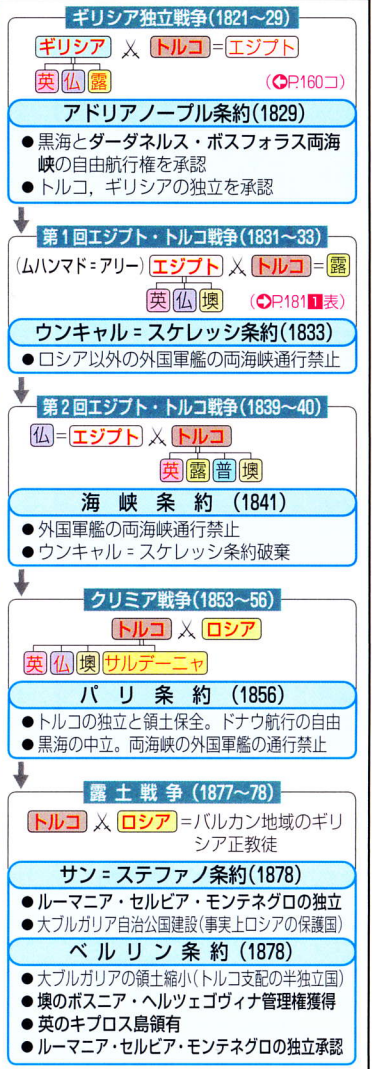 ギリシア独立戦争(1821〜29)
ギリシア × トルコ=エジプト
英 仏 露
(➲P.160コ)
アドリアノープル条約(1829)
●黒海とダーダネルス・ボスフォラス両海
峡の自由航行権を承認
●トルコ，ギリシアの独立を承認
第1回エジプト・トルコ戦争(1831〜33)
(ムハンマド=アリー) エジプト × トルコ=露
英 仏 墺 (➲P.181 1 表)
ウンキャル=スケレッシ条約(1833)
●ロシア以外の外国軍艦の両海峡通行禁止
第2回エジプト・トルコ戦争(1839〜40)
仏=エジプト × トルコ
英 露 普 墺
海峡条約 (1841)
●外国軍艦の両海峡通行禁止
●ウンキャル=スケレッシ条約破棄
クリミア戦争(1853〜56)
トルコ × ロシア
英 仏 墺 サルデーニャ
パリ条約 (1856)
●トルコの独立と領土保全。ドナウ航行の自由
●黒海の中立。両海峡の外国軍艦の通行禁止
露土戦争(1877〜78)
トルコ × ロシア=バルカン地域のギリ
シア正教徒
サン=ステファノ条約(1878)
●ルーマニア・セルビア・モンテネグロの独立
●大ブルガリア自治公国建設(事実上ロシアの保護国)
ベルリン条約(1878)
●大ブルガリアの領土縮小(トルコ支配の半独立国)
●墺のボスニア・ヘルツェゴヴィナ管理権獲得
●英のキプロス島領有
●ルーマニア・セルビア・モンテネグロの独立承認